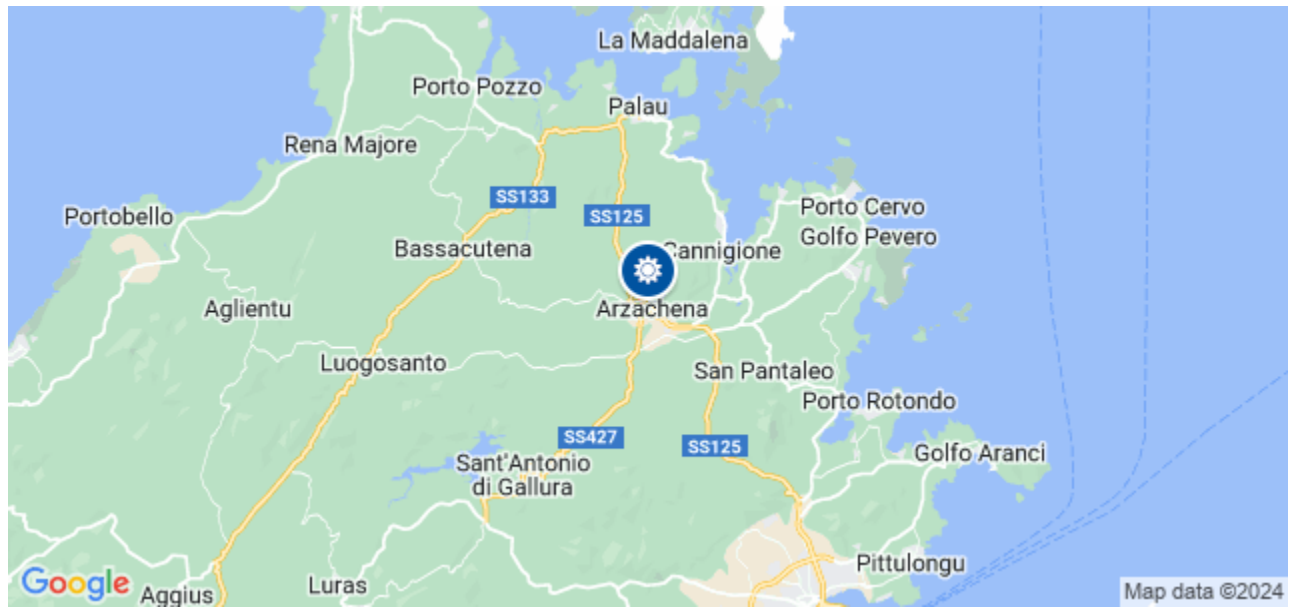 La Maddalena
Porto Pozzo
Palau
Rena Majore
SS133
Porto Cervo
Portobello
SS125
Golfo Pevero
Bassacutena
Cannigione
Aglientu
Arzachena
Luogosanto
San Pantaleo
Porto Rotondo
SS427
SS125
Golfo Aranci
Sant'Antonio
di Gallura
Pittulongu
Google
Luras
Aggius
Map data ©2024